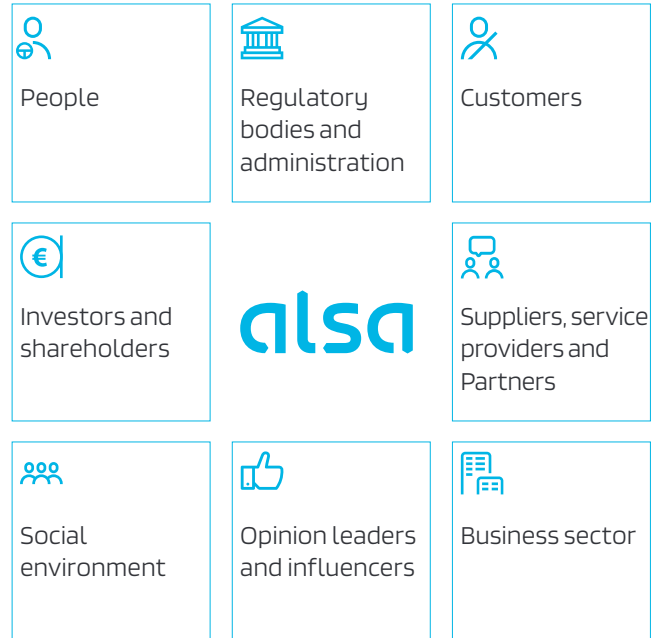 People
Regulatory
bodies and
administration
Customers
€
Investors and
shareholders
alsa
Suppliers, service
providers and
Partners
Social
environment
Opinion leaders
and influencers
Business sector